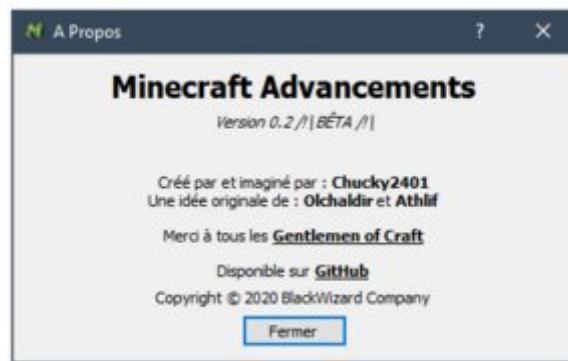 A Propos ?
Minecraft Advancements
Version 0.2 /!\ BÊTA /!\
Créé par et imaginé par : Chucky2401
Une idée originale de : Olchaldir et Athlif
Merci à tous les Gentlemen of Craft
Disponible sur GitHub
Copyright © 2020 BlackWizard Company
Fermer